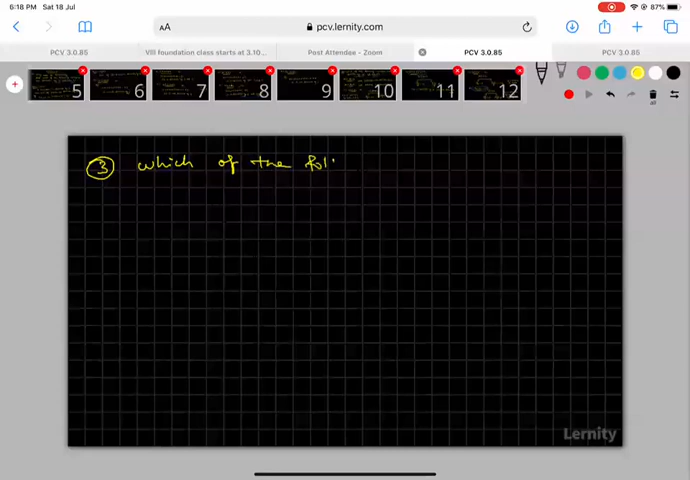 6:18 PM Sat 18 Jul
87%
AA
pcv.lernity.com
PCV 3.0.85
VIII foundation class starts at 3.10...
Post Attendee - Zoom
PCV 3.0.85
PCV 3.0.85
5
6
7
8
9
10
11
12
all
3 which of the fol
Lernity